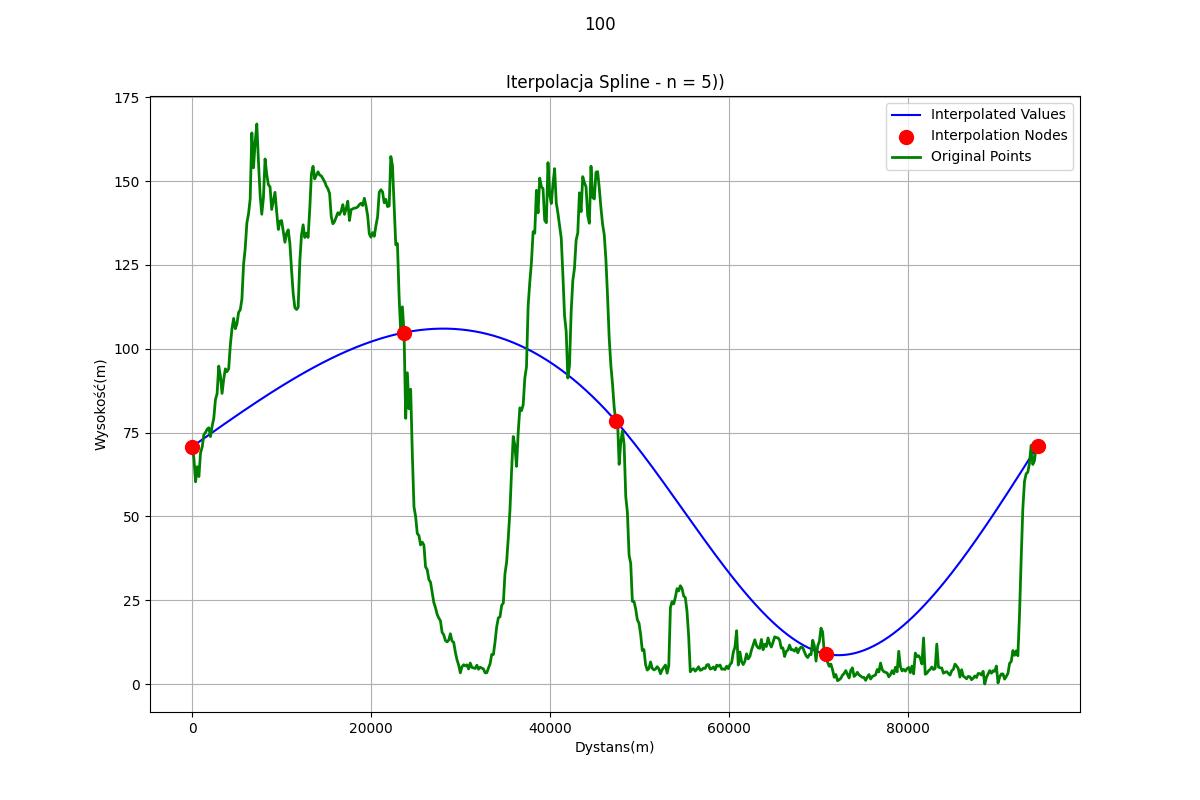 100
Iterpolacja Spline - n = 5))
Interpolated Values
Interpolation Nodes
Original Points
175
150
125
100
75
50
25
0
Wysokość(m)
0 20000 40000 60000 80000
Dystans(m)